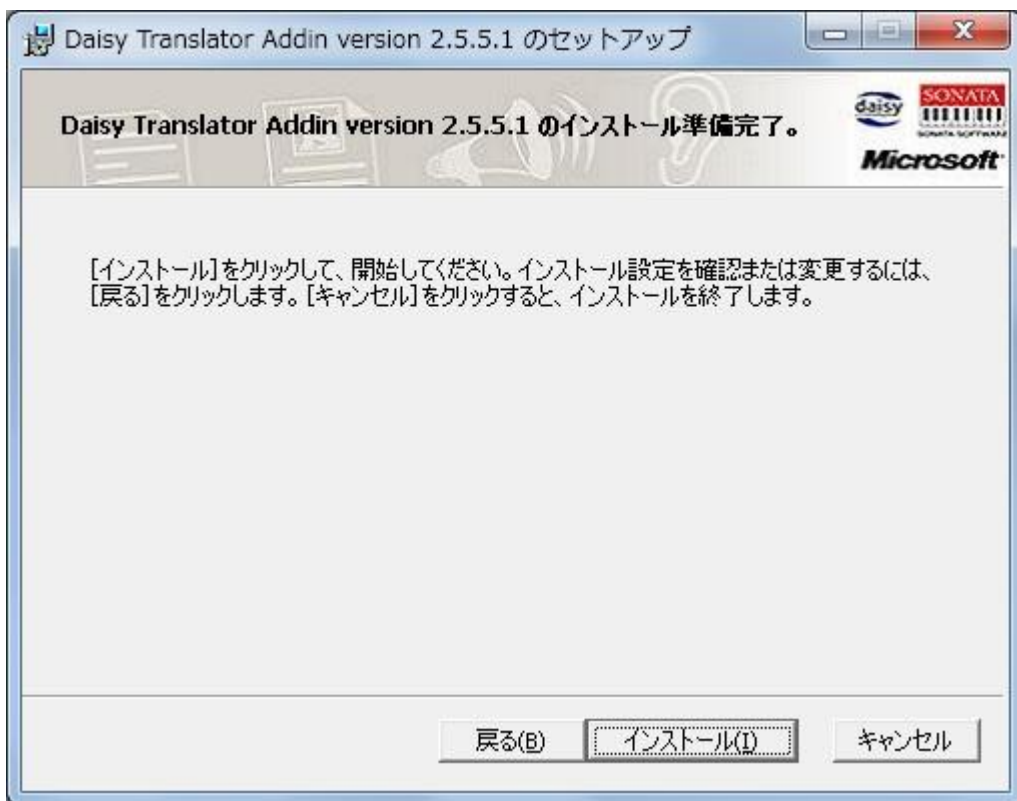 Daisy Translator Addin version 2.5.5.1 のセットアップ
Daisy Translator Addin version 2.5.5.1 のインストール準備完了。
daisy
SONATA
SONATA SOFTWARE
Microsoft
[インストール]をクリックして、開始してください。インストール設定を確認または変更するには、
[戻る]をクリックします。[キャンセル]をクリックすると、インストールを終了します。
戻る(B)
インストール(I)
キャンセル